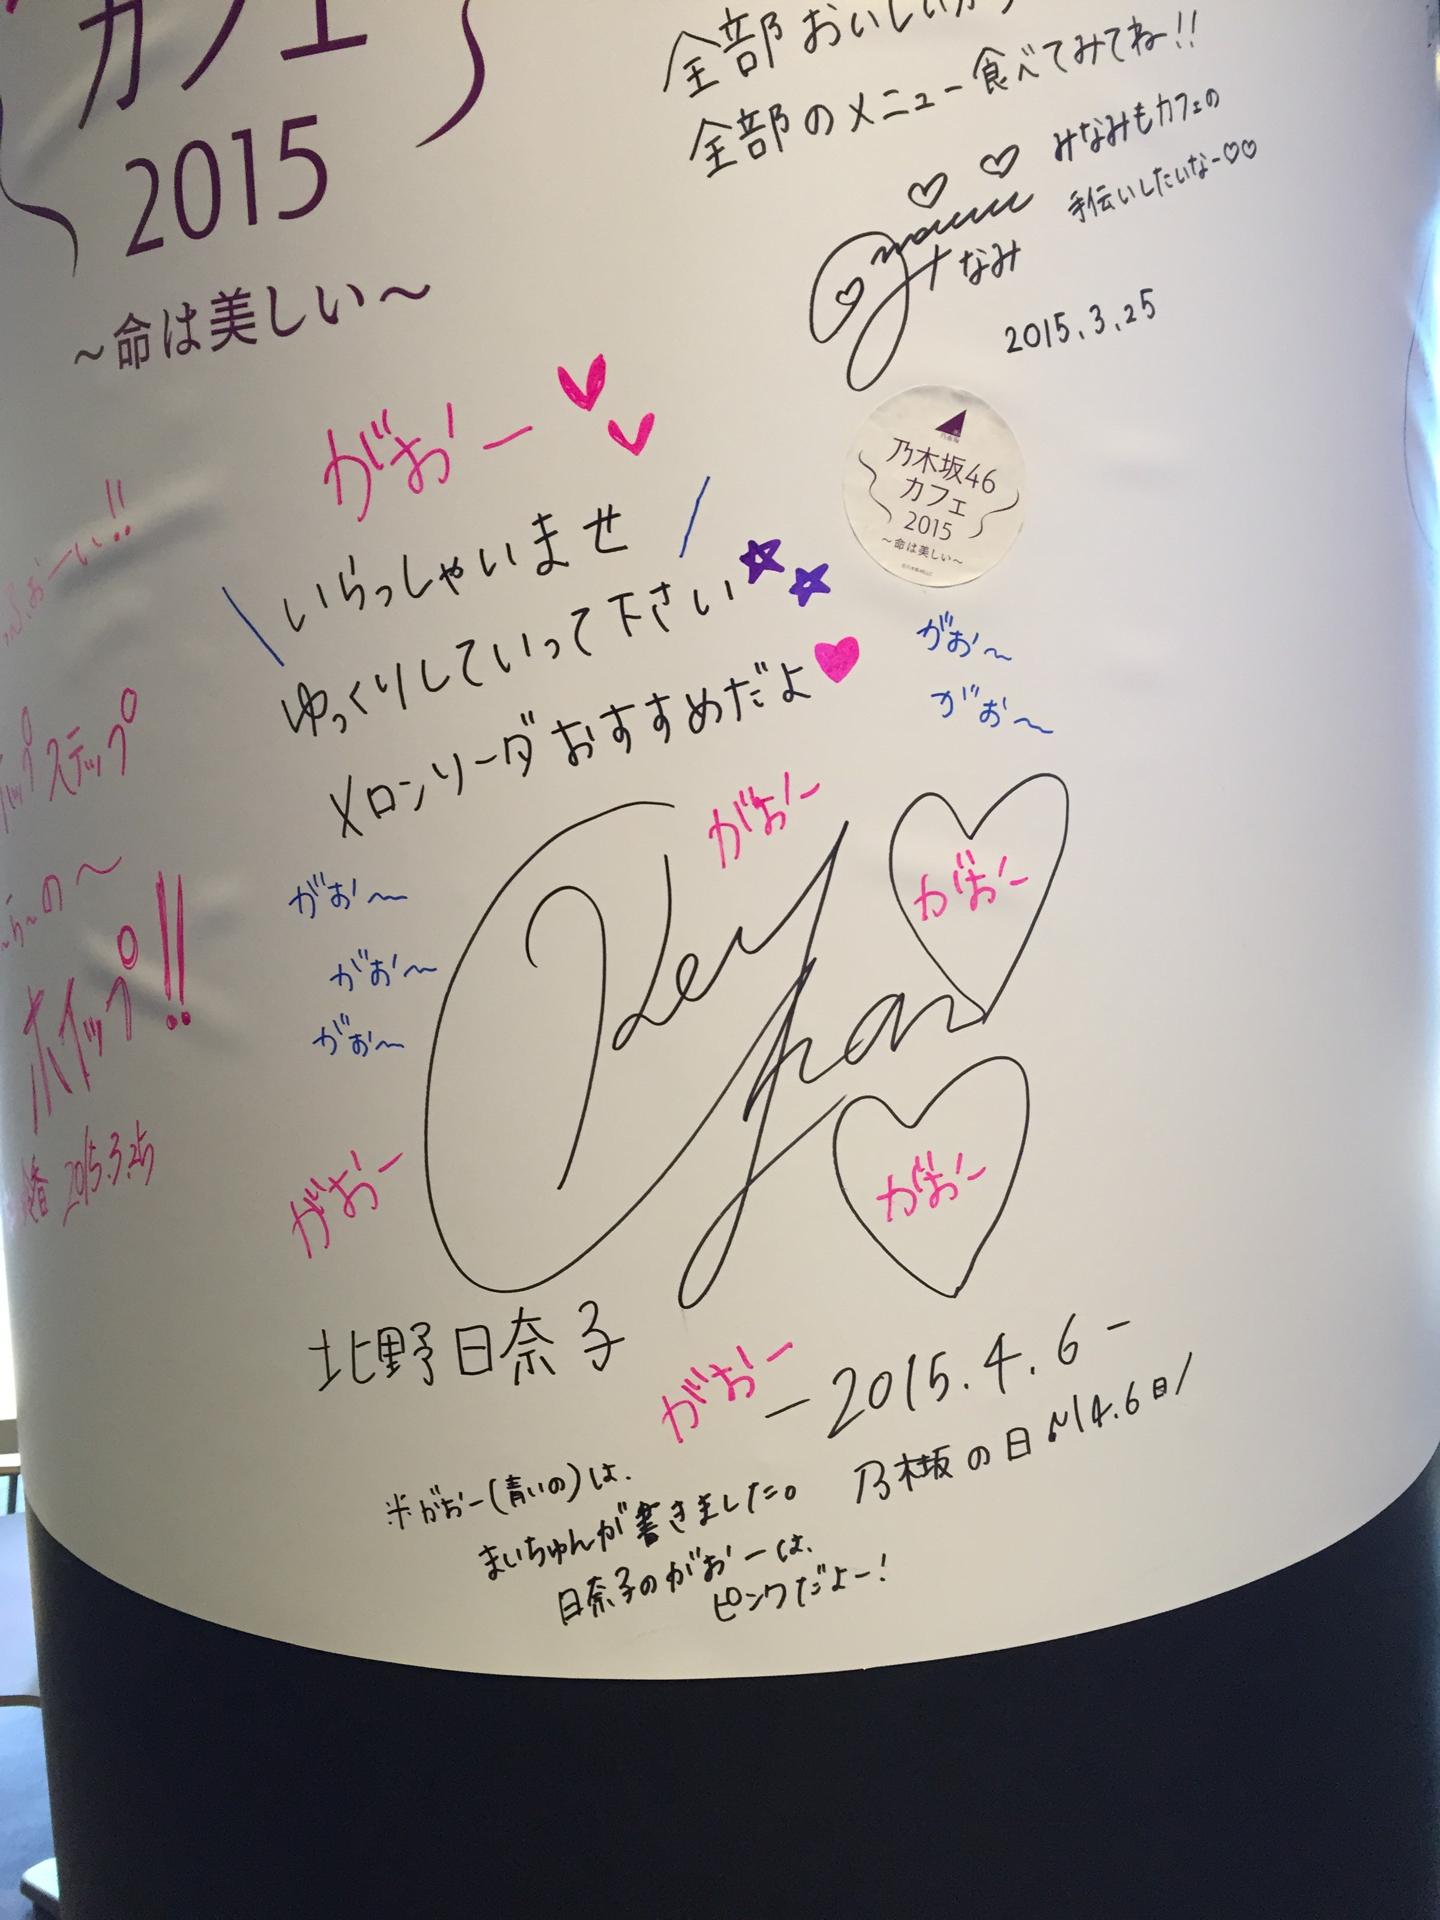 カフェ
2015
～命は美しい～
全部おいしいから
全部のメニュー食べてみてね!!
みなみもカフェの
手伝いしたいなー♡♡
みなみ
2015.3.25
乃木坂46
カフェ
2015
～命は美しい～
がおー
いらっしゃいませ
ゆっくりしていって下さい
メロンソーダおすすめだよ
がお～
がお～
がおー
がおー
がお～
がお～
がお～
がおー
がおー
北野日奈子
がおー
－2015.4.6－
乃木坂の日♪\4.6日/
※がおー(青いの)は、
まいちゅんが書きました。
日奈子のがおーは、
ピンクだよー!
ステップ
ホイップ!!
2015.3.25